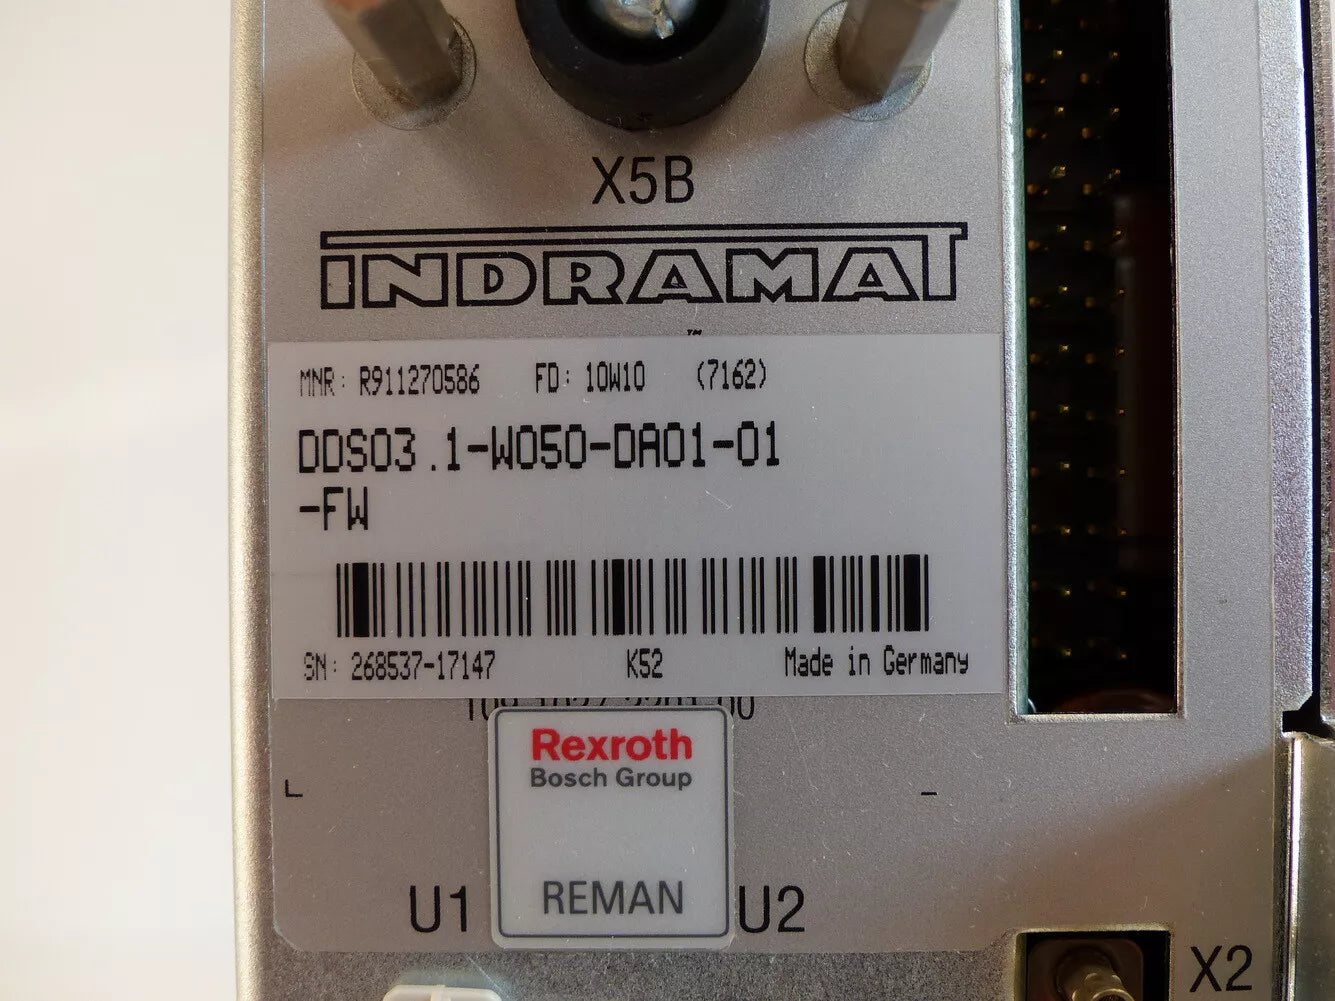 X5B
INDRAMAT
™
MNR: R911270586 FD: 10W10 (7162)
DDS03.1-W050-DA01-01
-FW
SN: 268537-17147 K52 Made in Germany
Rexroth
Bosch Group
REMAN
U1 U2
X2